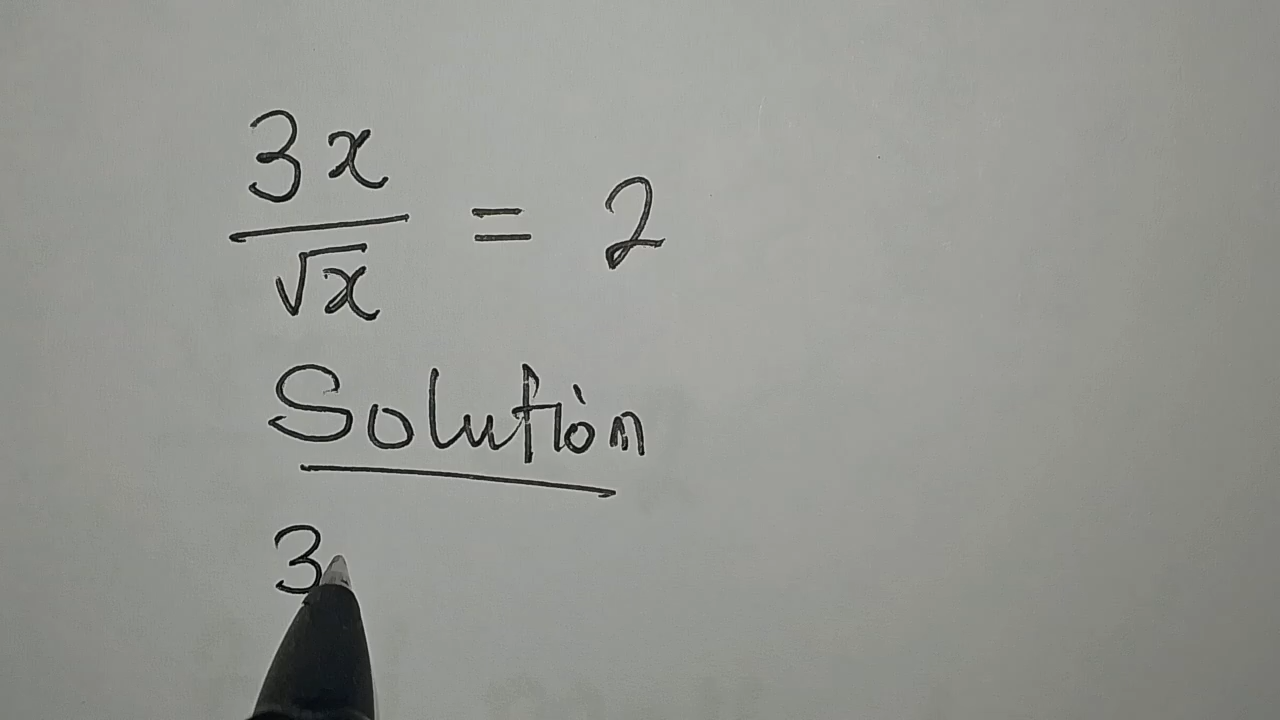 3x/√x = 2
Solution
3